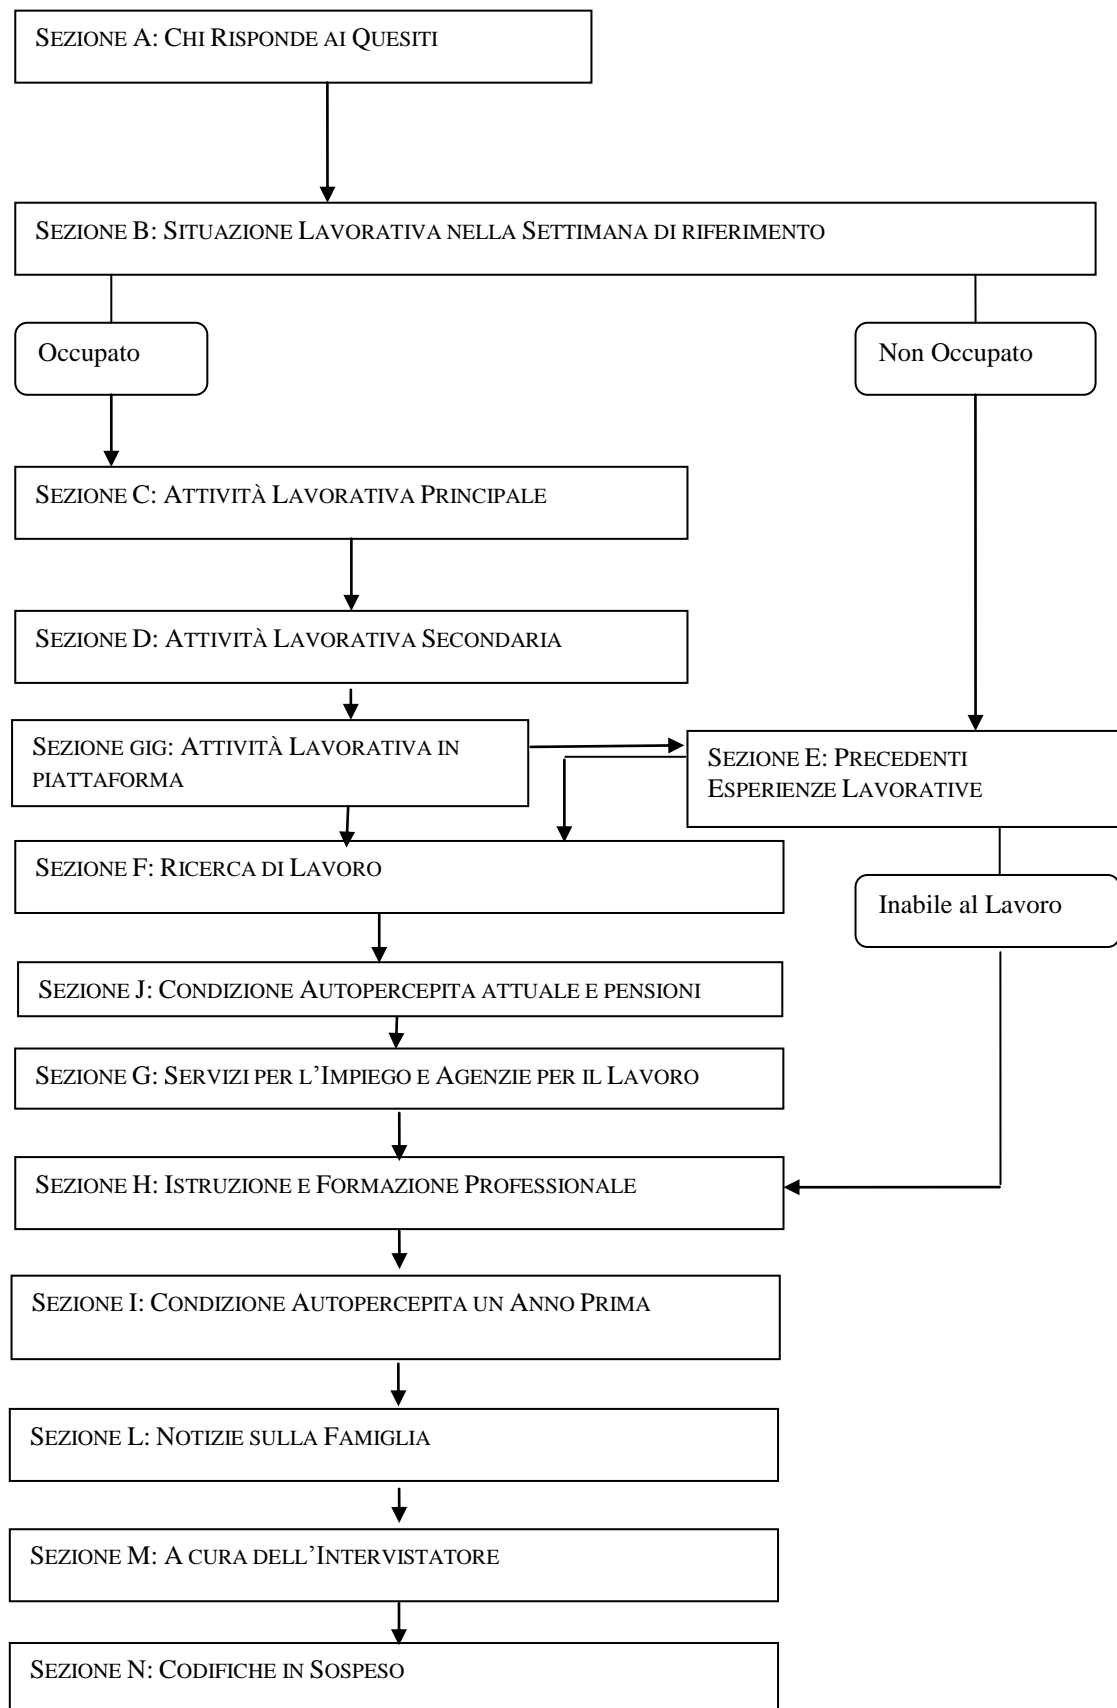 SEZIONE A: CHI RISPONDE AI QUESITI
SEZIONE B: SITUAZIONE LAVORATIVA NELLA SETTIMANA DI RIFERIMENTO
Occupato
Non Occupato
SEZIONE C: ATTIVITÀ LAVORATIVA PRINCIPALE
SEZIONE D: ATTIVITÀ LAVORATIVA SECONDARIA
SEZIONE GIG: ATTIVITÀ LAVORATIVA IN
PIATTAFORMA
SEZIONE E: PRECEDENTI
ESPERIENZE LAVORATIVE
SEZIONE F: RICERCA DI LAVORO
Inabile al Lavoro
SEZIONE J: CONDIZIONE AUTOPERCEPITA ATTUALE E PENSIONI
SEZIONE G: SERVIZI PER L’IMPIEGO E AGENZIE PER IL LAVORO
SEZIONE H: ISTRUZIONE E FORMAZIONE PROFESSIONALE
SEZIONE I: CONDIZIONE AUTOPERCEPITA UN ANNO PRIMA
SEZIONE L: NOTIZIE SULLA FAMIGLIA
SEZIONE M: A CURA DELL’INTERVISTATORE
SEZIONE N: CODIFICHE IN SOSPESO